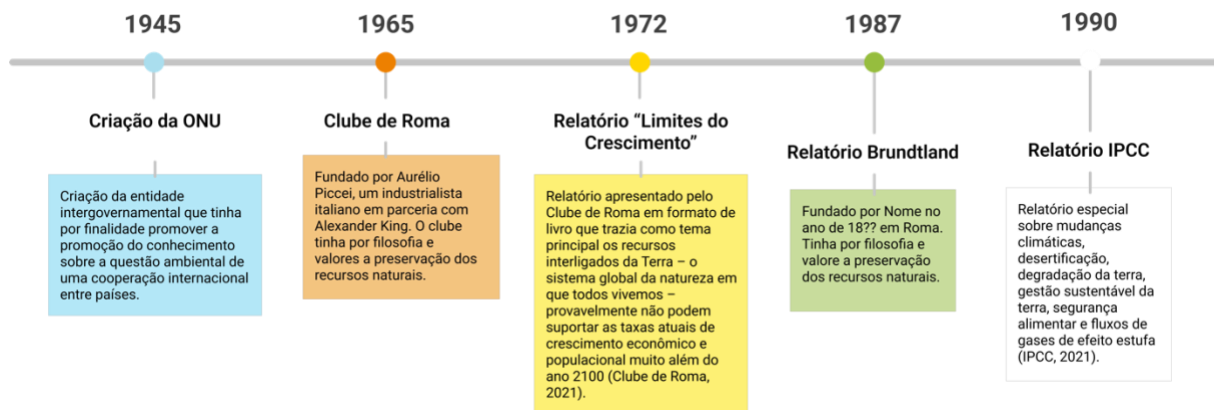 1945
1965
1972
1987
1990
Criação da ONU
Criação da entidade
intergovernamental que tinha
por finalidade promover a
promoção do conhecimento
sobre a questão ambiental de
uma cooperação internacional
entre países.
Clube de Roma
Fundado por Aurélio
Piccei, um industrialista
italiano em parceria com
Alexander King. O clube
tinha por filosofia e
valores a preservação dos
recursos naturais.
Relatório “Limites do
Crescimento”
Relatório apresentado pelo
Clube de Roma em formato de
livro que trazia como tema
principal os recursos
interligados da Terra – o
sistema global da natureza em
que todos vivemos –
provavelmente não podem
suportar as taxas atuais de
crescimento econômico e
populacional muito além do
ano 2100 (Clube de Roma,
2021).
Relatório Brundtland
Fundado por Nome no
ano de 18?? em Roma.
Tinha por filosofia e
valore a preservação
dos recursos naturais.
Relatório IPCC
Relatório especial
sobre mudanças
climáticas,
desertificação,
degradação da terra,
gestão sustentável da
terra, segurança
alimentar e fluxos de
gases de efeito estufa
(IPCC, 2021).